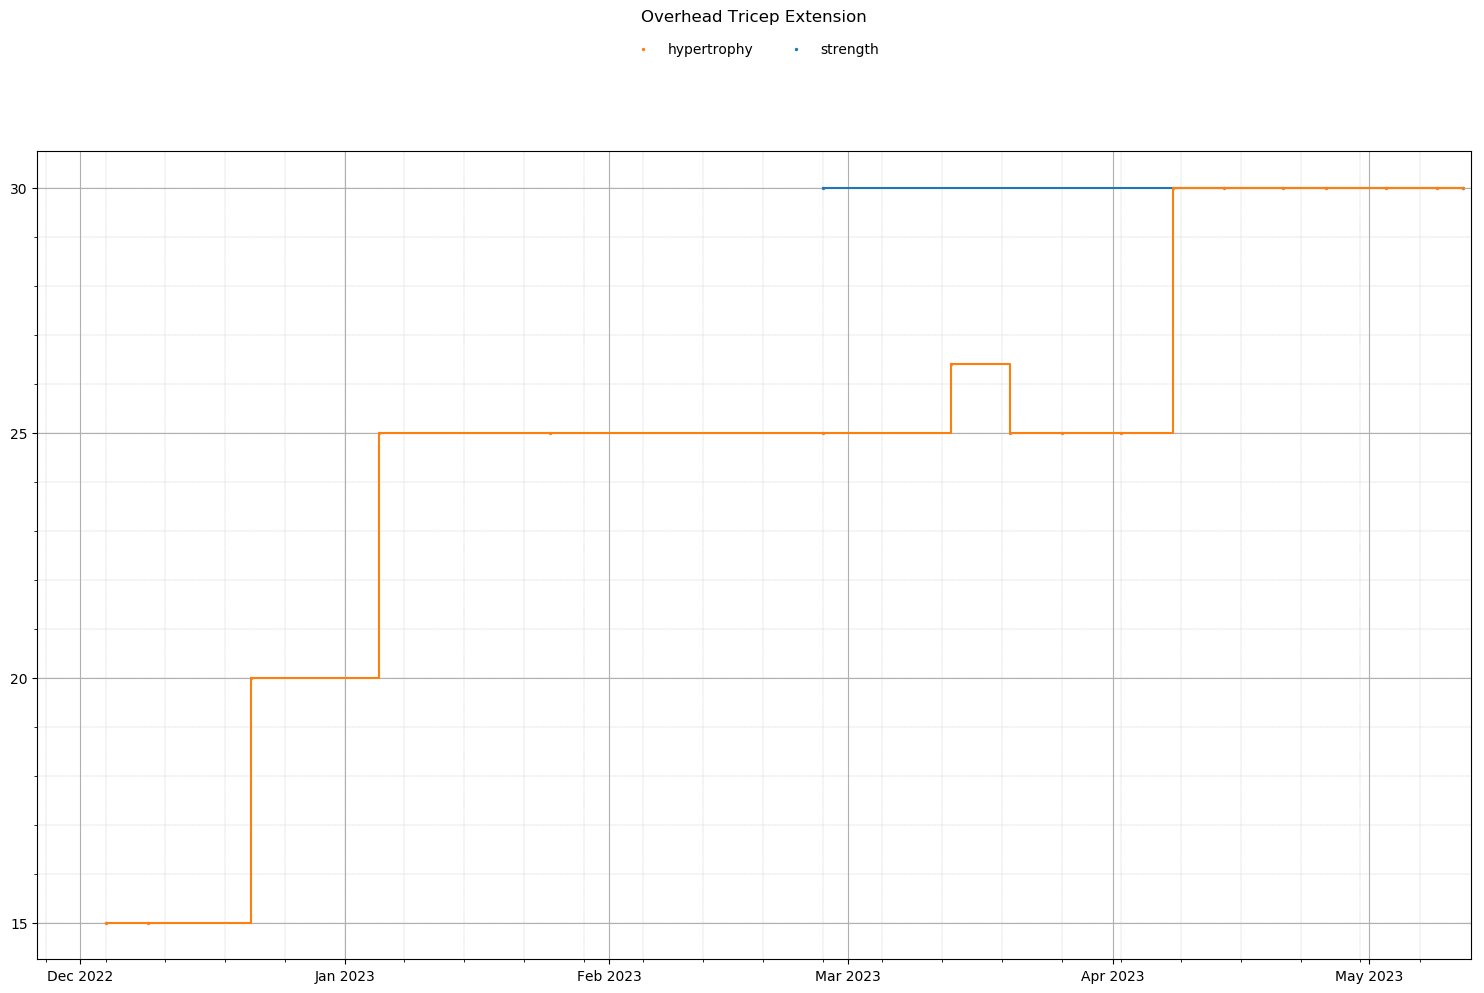 Overhead Tricep Extension
hypertrophy strength
30
25
20
15
Dec 2022 Jan 2023 Feb 2023 Mar 2023 Apr 2023 May 2023